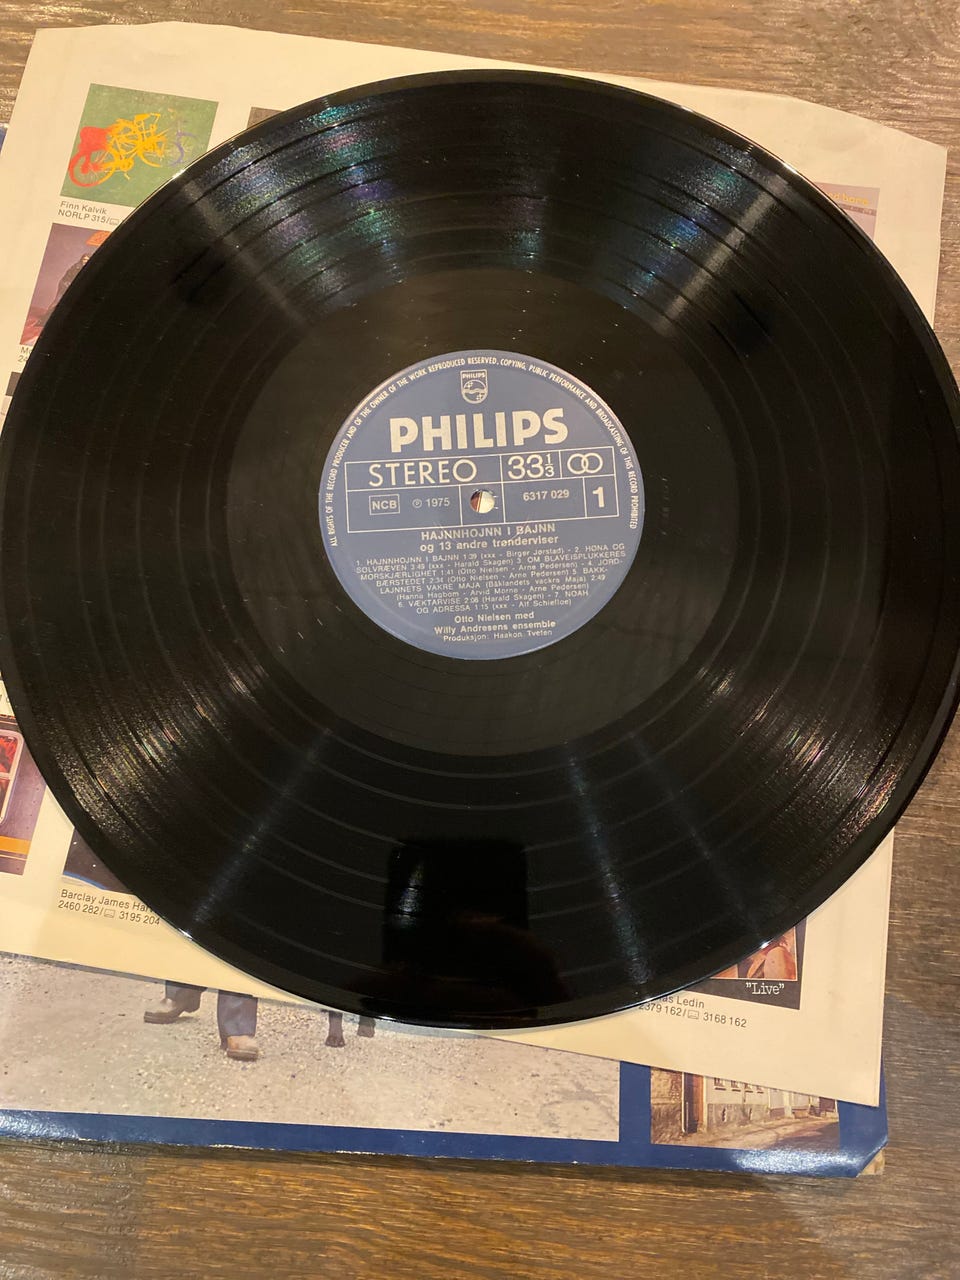 Finn Kalvik
NORLP 315/
Barclay James Har
2460 282/ 3195 204
"Live"
as Ledin
2379 162/ 3168 162
ALL RIGHTS OF THE RECORD PRODUCER AND OF THE OWNER OF THE WORK REPRODUCED RESERVED. COPYING, PUBLIC PERFORMANCE AND BROADCASTING OF THIS RECORD PROHIBITED
PHILIPS
PHILIPS
STEREO 33⅓
NCB ℗ 1975 6317 029 1
HAJNNHOJNN I BAJNN
og 13 andre trønderviser
1. HAJNNHOJNN I BAJNN 1:39 (xxx - Birger Jørstad) - 2. HØNA OG
SOLVRÆVEN 3:45 (xxx - Harald Skagen) 3. OM BLAVEISPLUKKERES
MORSKJÆRLIGHET 1:41 (Otto Nielsen - Arne Pedersen) - 4. JORD-
BÆRSTEDET 2:34 (Otto Nielsen - Arne Pedersen) 5. BAKK-
LAJNNETS VAKRE MAJA (Båklandets vackra Maja) 2:49
(Hanna Hagbom - Arvid Mörne - Arne Pedersen)
6. VÆKTARVISE 2:06 (Harald Skagen) - 7. NOAH
OG ADRESSA 1:15 (xxx - Alf Schiefloe)
Otto Nielsen med
Willy Andresens ensemble
Produksjon: Haakon Tveten